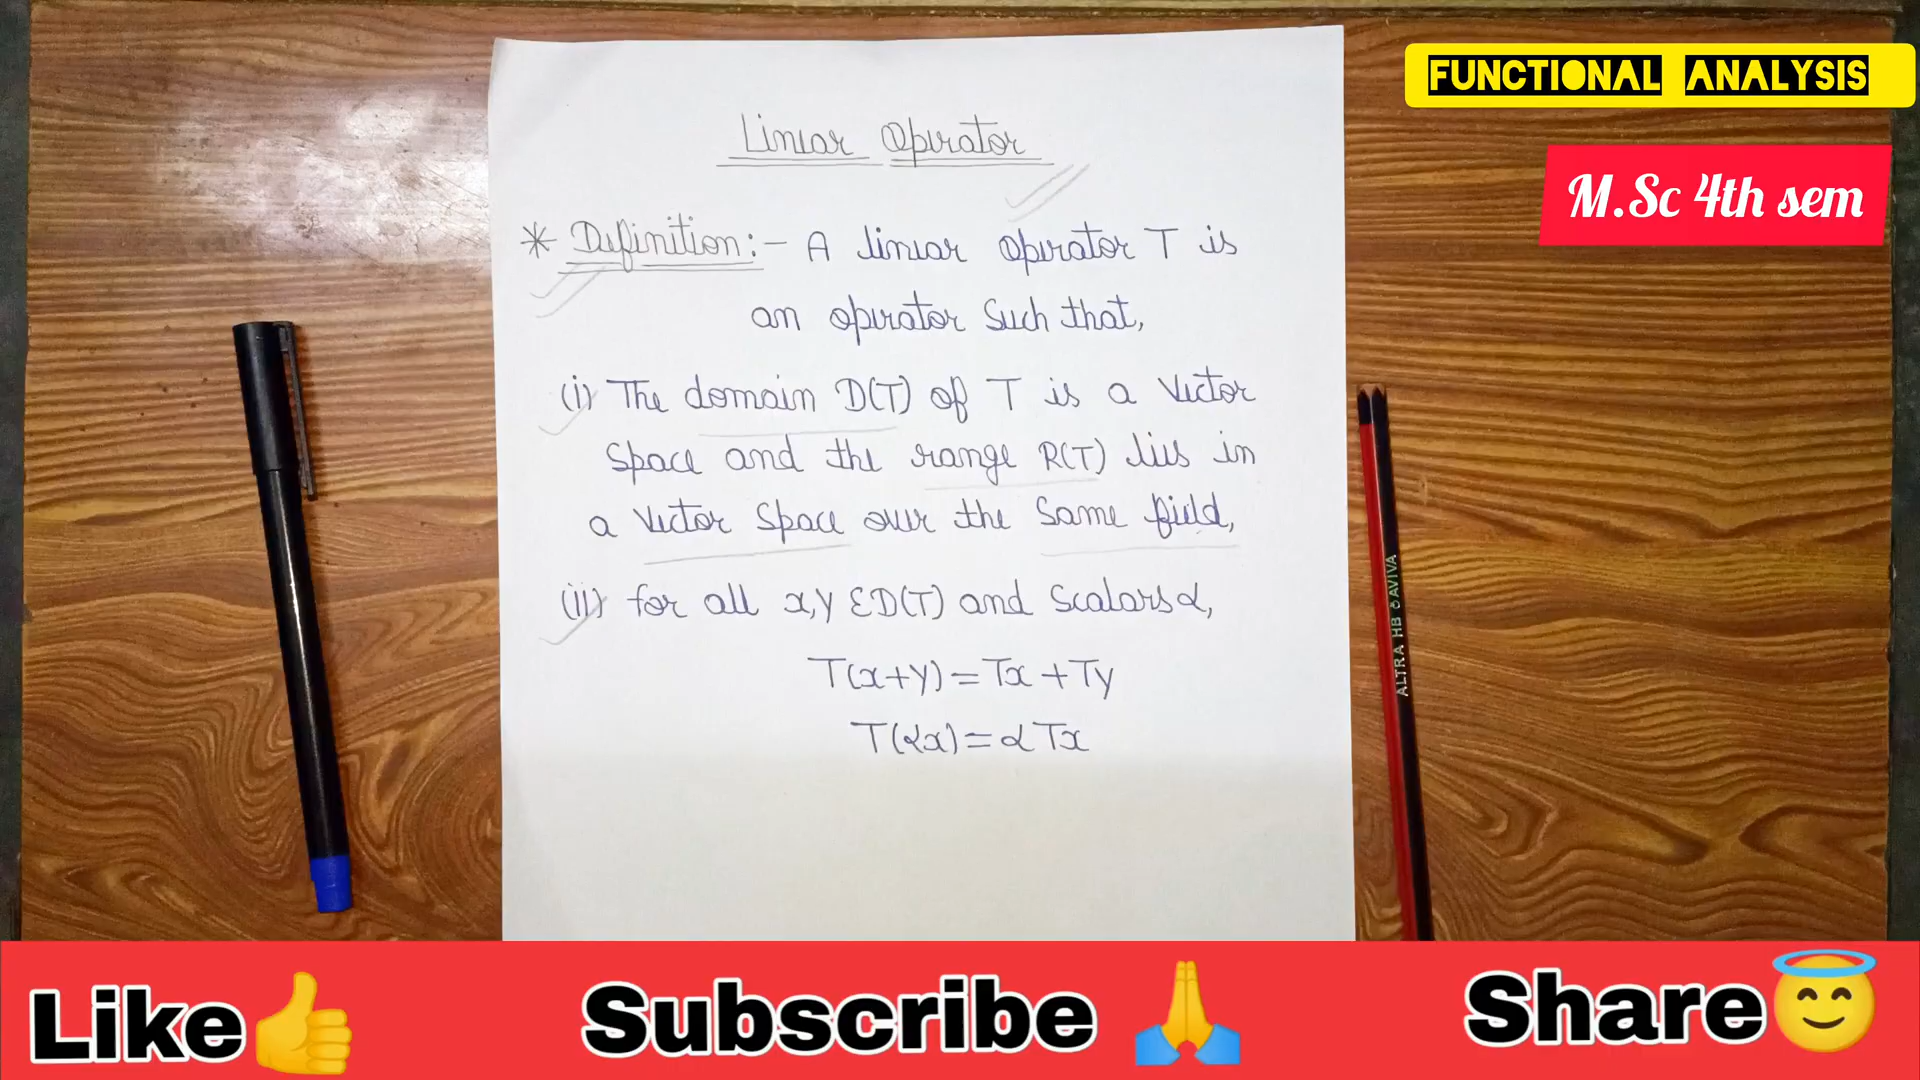 FUNCTIONAL ANALYSIS
M.Sc 4th sem
Linear Operator
* Definition:- A linear operator T is
an operator such that,
(i) The domain D(T) of T is a vector
space and the range R(T) lies in
a vector space over the same field,
(ii) for all x,y ∈ D(T) and scalars α,
T(x+y) = Tx + Ty
T(αx) = α Tx
ALTRA HB AVIVA
Like👍 Subscribe 🙏 Share😇